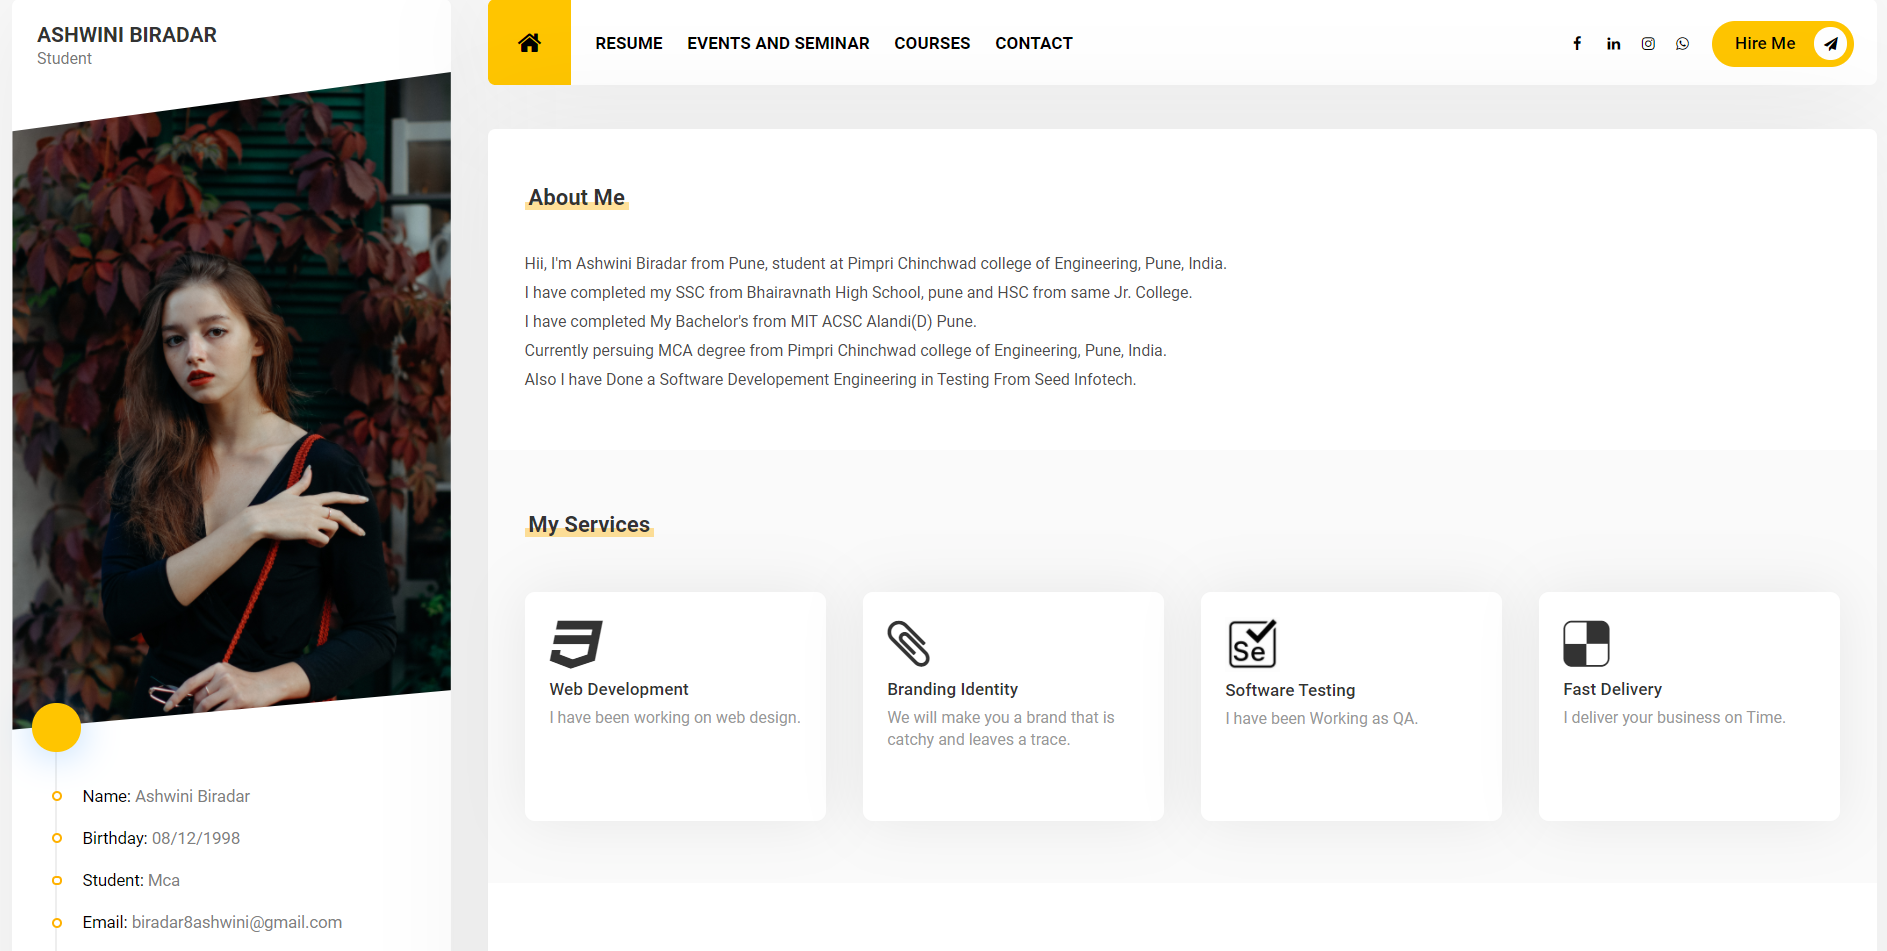 ASHWINI BIRADAR
Student
RESUME EVENTS AND SEMINAR COURSES CONTACT
Hire Me
About Me
Hii, I'm Ashwini Biradar from Pune, student at Pimpri Chinchwad college of Engineering, Pune, India.
I have completed my SSC from Bhairavnath High School, pune and HSC from same Jr. College.
I have completed My Bachelor's from MIT ACSC Alandi(D) Pune.
Currently persuing MCA degree from Pimpri Chinchwad college of Engineering, Pune, India.
Also I have Done a Software Developement Engineering in Testing From Seed Infotech.
My Services
Web Development
I have been working on web design.
Branding Identity
We will make you a brand that is
catchy and leaves a trace.
Se
Software Testing
I have been Working as QA.
Fast Delivery
I deliver your business on Time.
Name: Ashwini Biradar
Birthday: 08/12/1998
Student: Mca
Email: biradar8ashwini@gmail.com